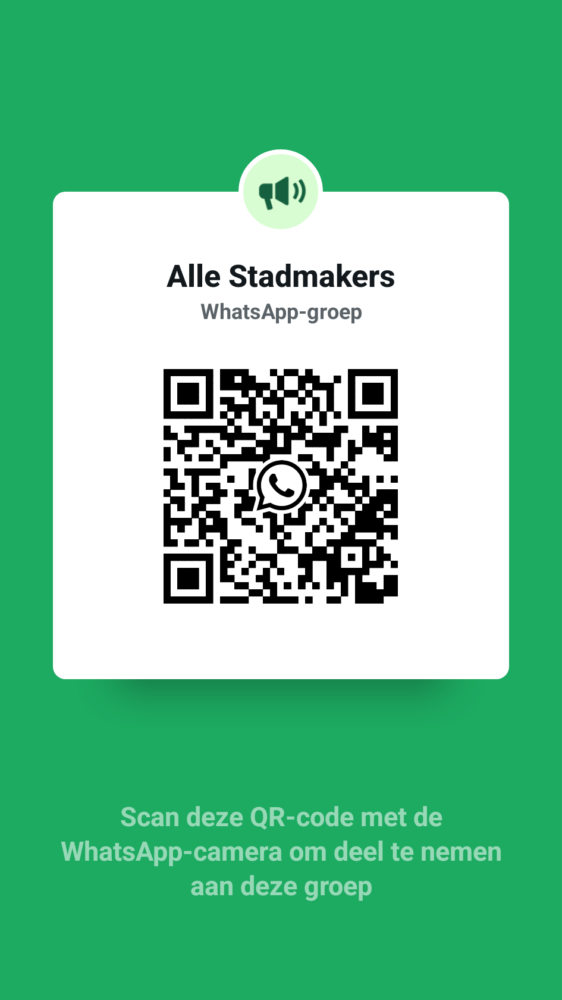 Alle Stadmakers
WhatsApp-groep
Scan deze QR-code met de
WhatsApp-camera om deel te nemen
aan deze groep